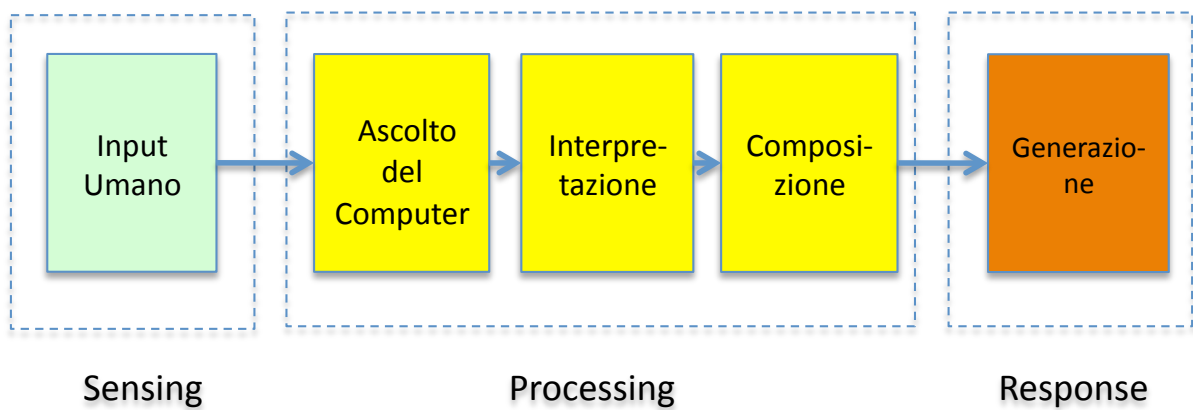 Input
Umano
Ascolto
del
Computer
Interpre-
tazione
Composi-
zione
Generazio-
ne
Sensing
Processing
Response